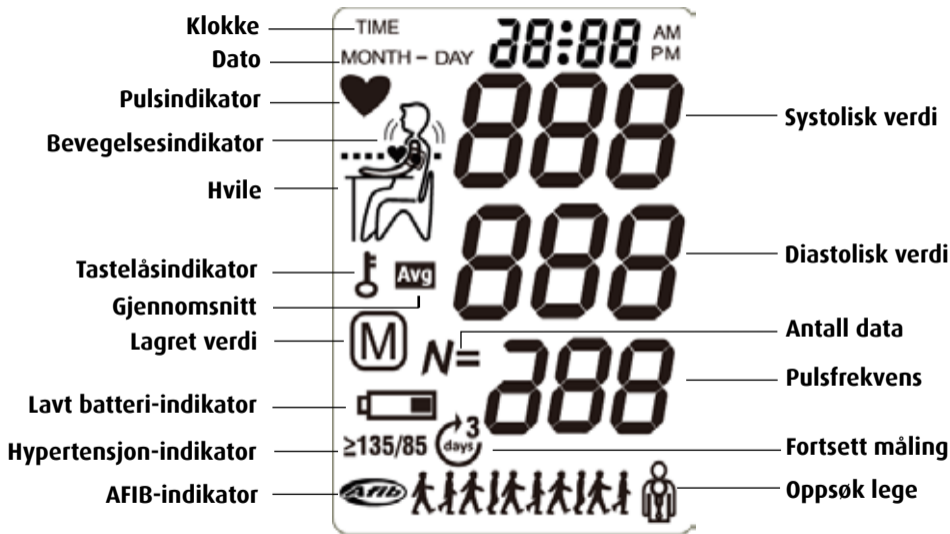 Klokke
Dato
Pulsindikator
Bevegelsesindikator
Hvile
Tastelåsindikator
Gjennomsnitt
Lagret verdi
Lavt batteri-indikator
Hypertensjon-indikator
AFIB-indikator
TIME
MONTH – DAY
28:88
AM
PM
888
888
Avg
M
N=
288
≥135/85
3
days
Afib
Systolisk verdi
Diastolisk verdi
Antall data
Pulsfrekvens
Fortsett måling
Oppsøk lege